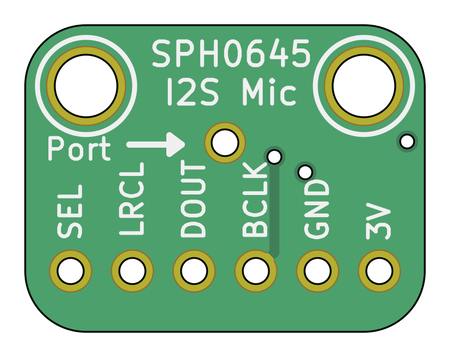 SPH0645
I2S Mic
Port
SEL
LRCL
DOUT
BCLK
GND
3V